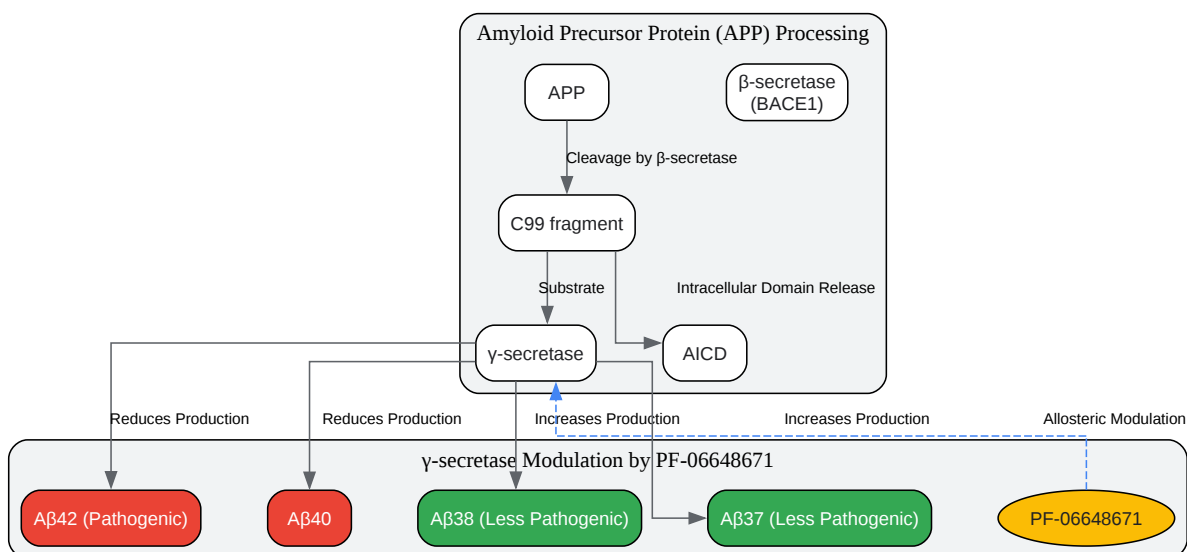 Amyloid Precursor Protein (APP) Processing
APP
β-secretase
(BACE1)
Cleavage by β-secretase
C99 fragment
Substrate
Intracellular Domain Release
γ-secretase
AICD
Reduces Production
Reduces Production
Increases Production
Increases Production
Allosteric Modulation
γ-secretase Modulation by PF-06648671
Aβ42 (Pathogenic)
Aβ40
Aβ38 (Less Pathogenic)
Aβ37 (Less Pathogenic)
PF-06648671